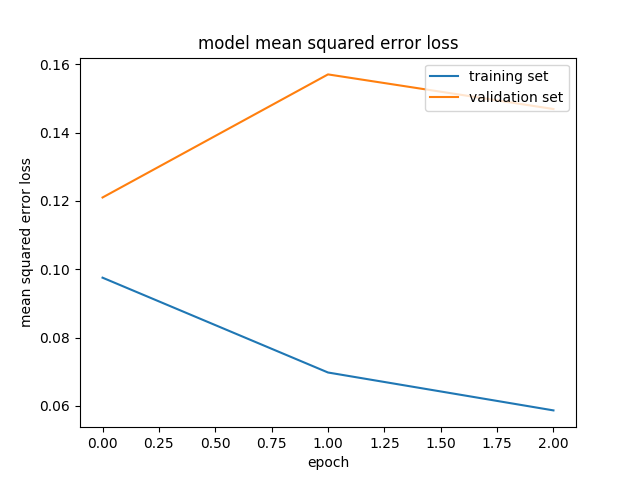 model mean squared error loss
training set
validation set
0.16
0.14
0.12
0.10
0.08
0.06
mean squared error loss
0.00 0.25 0.50 0.75 1.00 1.25 1.50 1.75 2.00
epoch